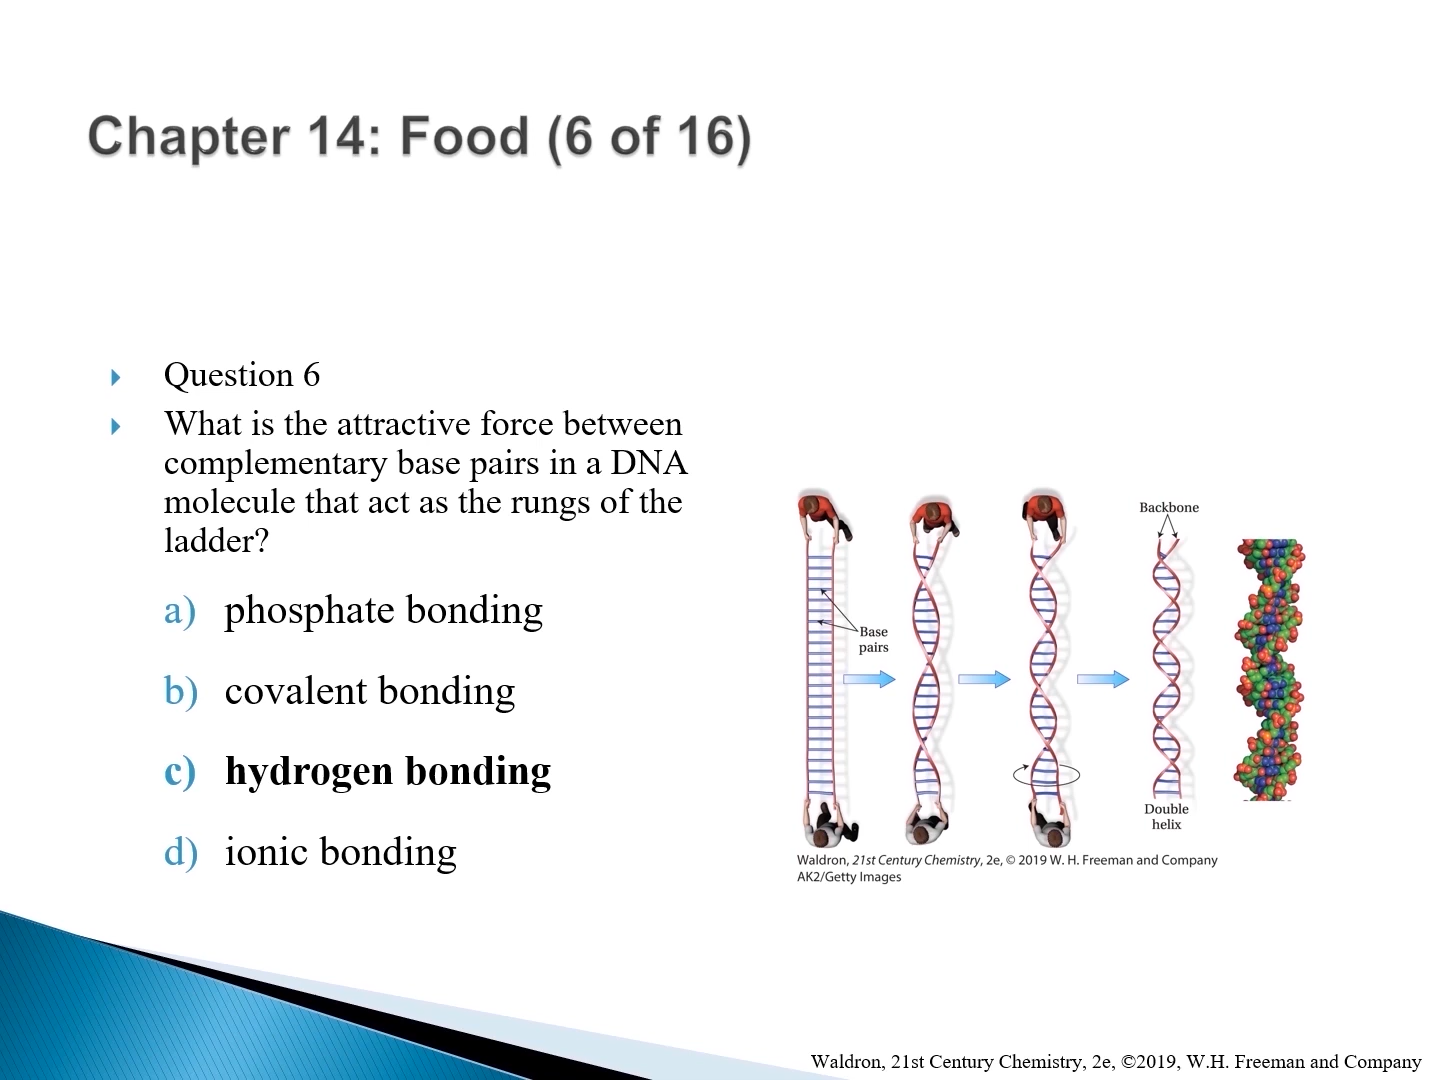 Chapter 14: Food (6 of 16)
Question 6
What is the attractive force between
complementary base pairs in a DNA
molecule that act as the rungs of the
ladder?
a) phosphate bonding
b) covalent bonding
c) hydrogen bonding
d) ionic bonding
Backbone
Base
pairs
Double
helix
Waldron, 21st Century Chemistry, 2e, © 2019 W. H. Freeman and Company
AK2/Getty Images
Waldron, 21st Century Chemistry, 2e, ©2019, W.H. Freeman and Company